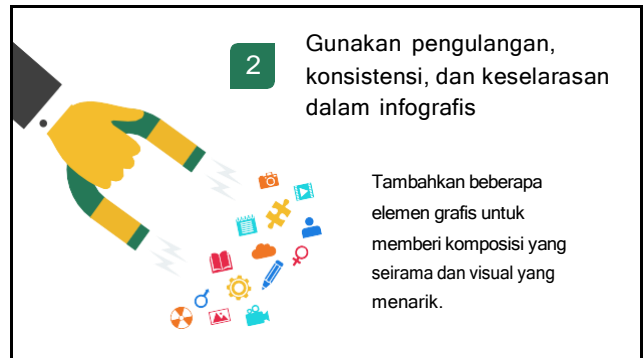 2
Gunakan pengulangan,
konsistensi, dan keselarasan
dalam infografis
Tambahkan beberapa
elemen grafis untuk
memberi komposisi yang
seirama dan visual yang
menarik.